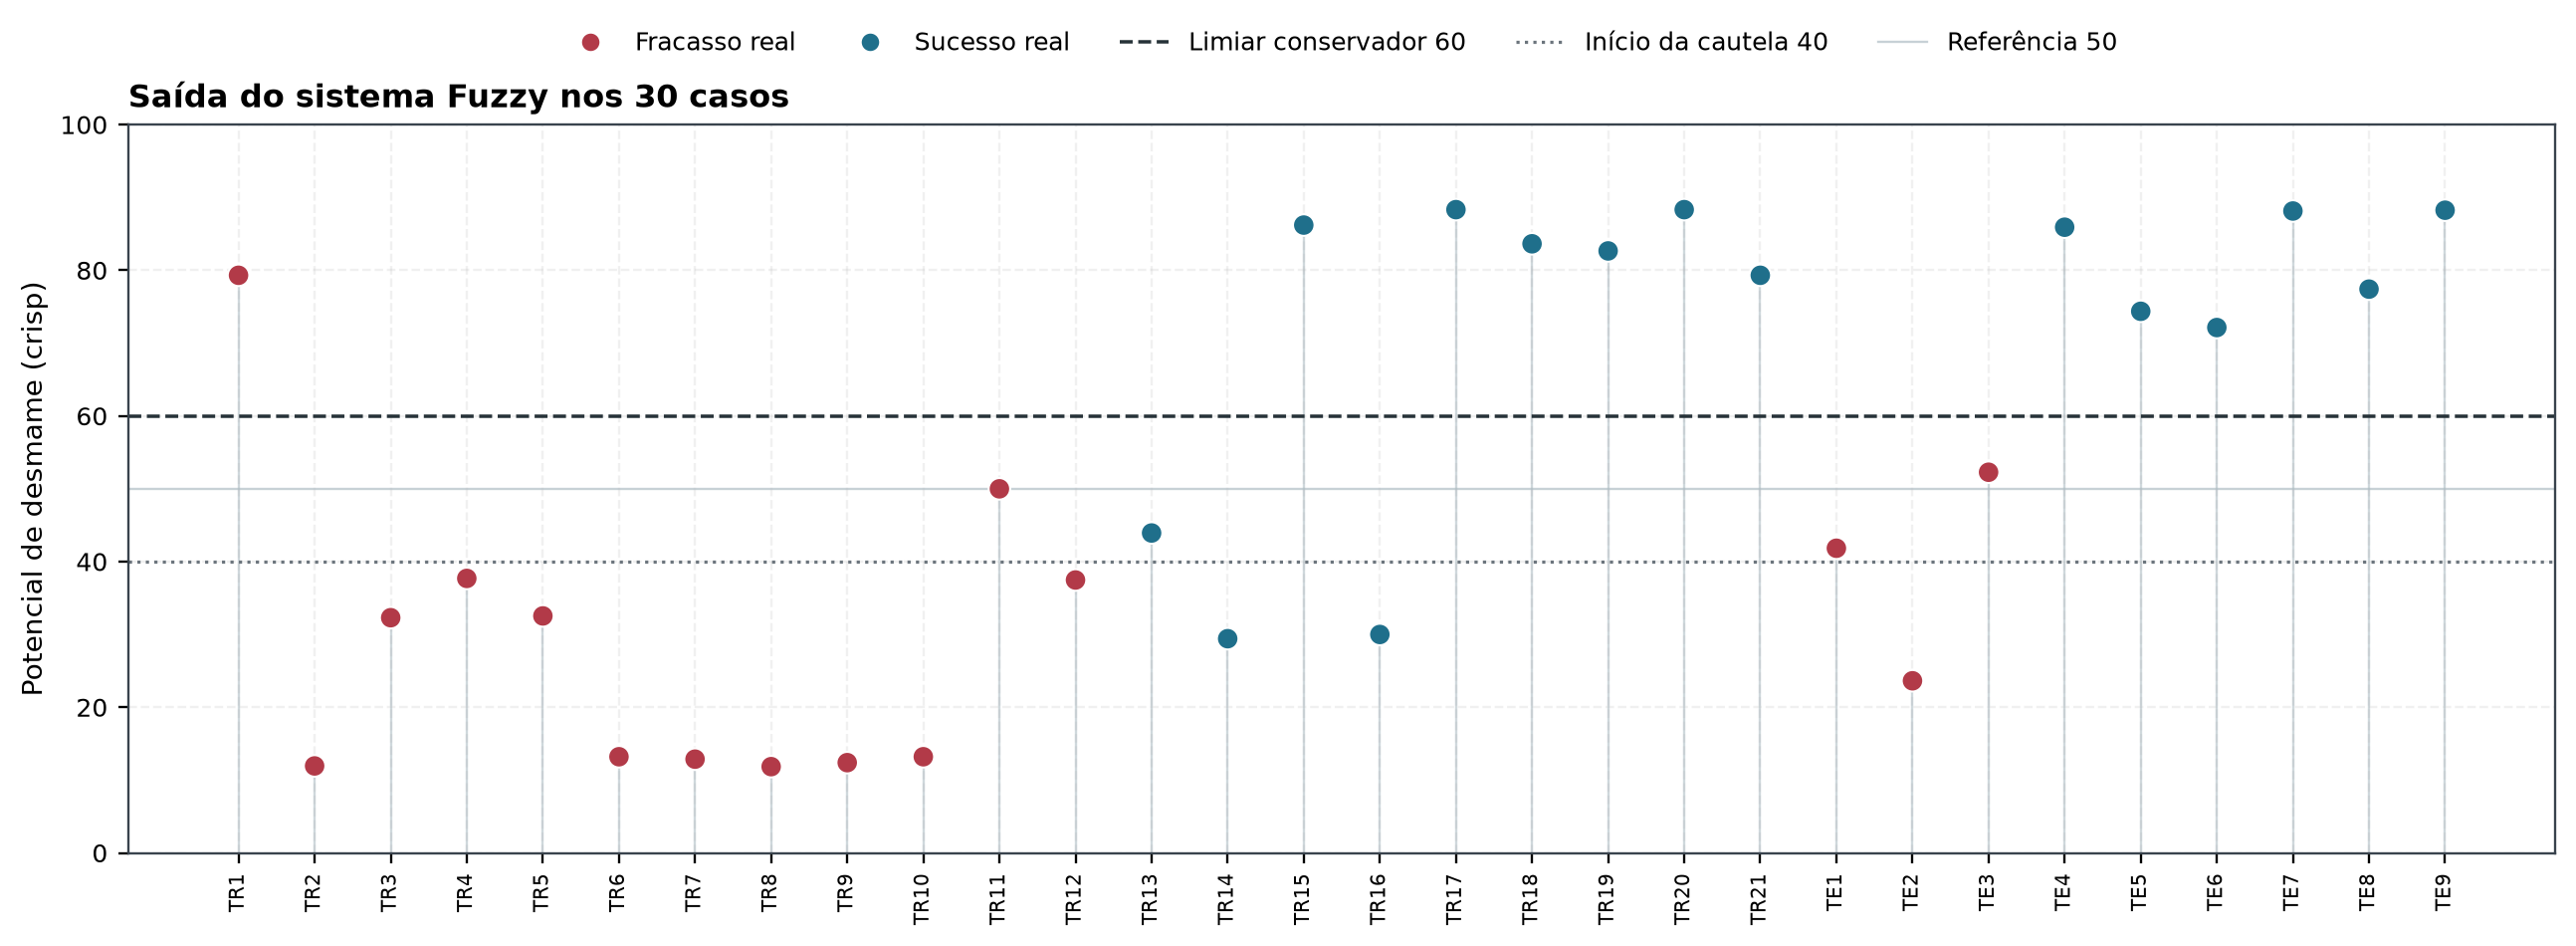 Fracasso real Sucesso real Limiar conservador 60 Início da cautela 40 Referência 50
Saída do sistema Fuzzy nos 30 casos
Potencial de desmame (crisp)
100
80
60
40
20
0
TR1 TR2 TR3 TR4 TR5 TR6 TR7 TR8 TR9 TR10 TR11 TR12 TR13 TR14 TR15 TR16 TR17 TR18 TR19 TR20 TR21 TE1 TE2 TE3 TE4 TE5 TE6 TE7 TE8 TE9